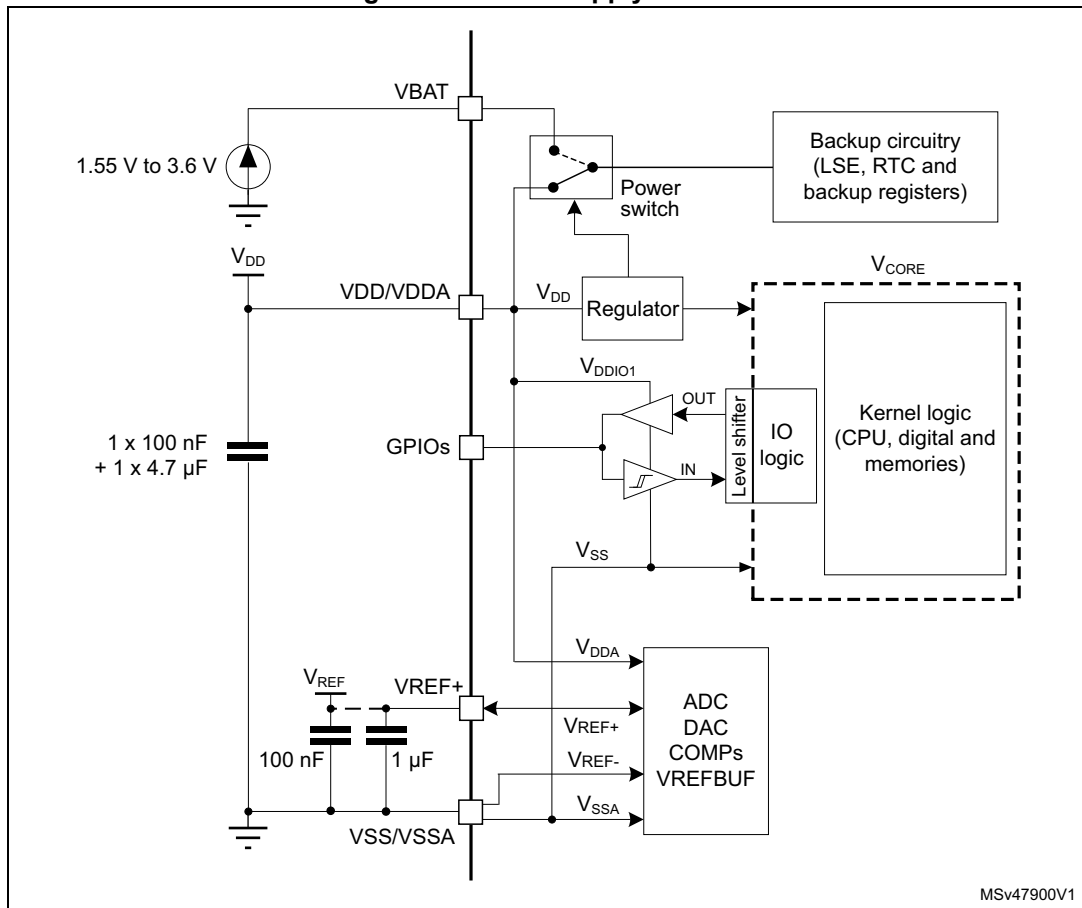 VBAT
1.55 V to 3.6 V
Power
switch
Backup circuitry
(LSE, RTC and
backup registers)
VDD
VDD/VDDA
VDD
Regulator
VCORE
VDDIO1
OUT
GPIOs
IN
Level shifter
IO
logic
Kernel logic
(CPU, digital and
memories)
1 x 100 nF
+ 1 x 4.7 µF
VSS
VDDA
VREF
VREF+
VREF+
100 nF
1 µF
VREF-
VSSA
ADC
DAC
COMPs
VREFBUF
VSS/VSSA
MSv47900V1